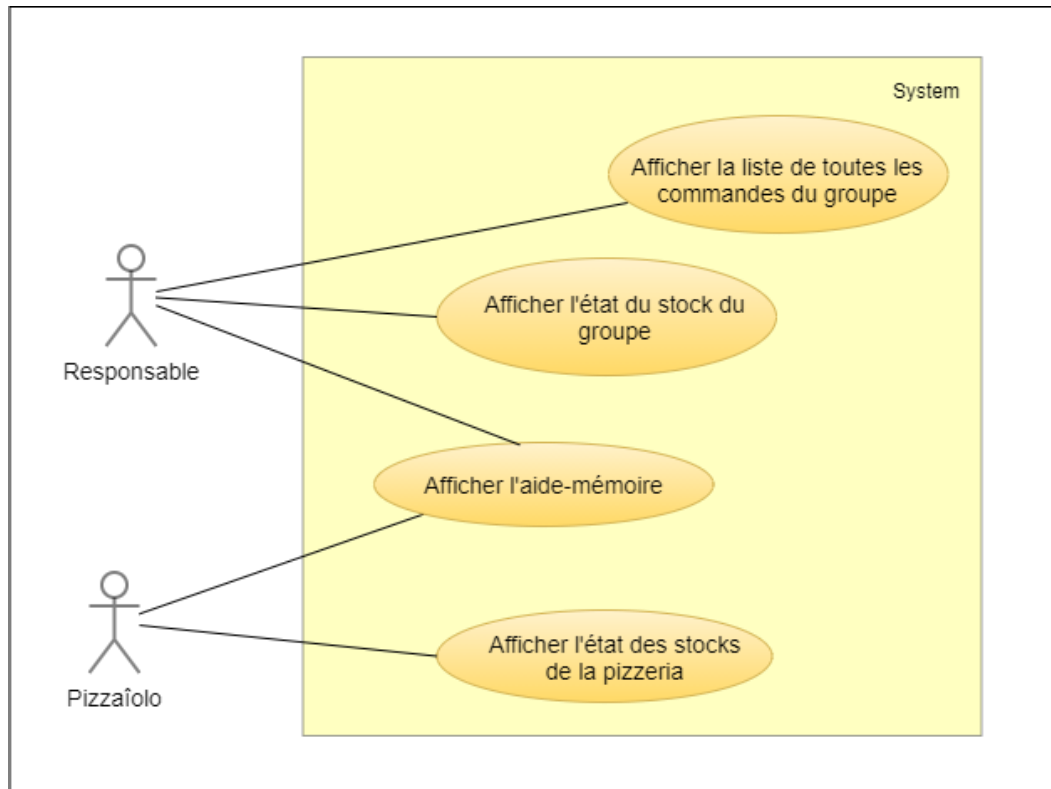 System
Afficher la liste de toutes les
commandes du groupe
Afficher l'état du stock du
groupe
Responsable
Afficher l'aide-mémoire
Afficher l'état des stocks
de la pizzeria
Pizzaîolo